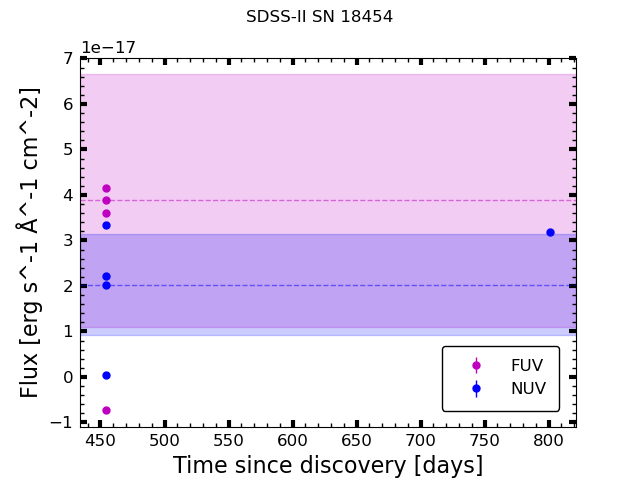 SDSS-II SN 18454
1e−17
7
6
5
4
3
2
1
0
−1
Flux [erg s^-1 Å^-1 cm^-2]
FUV
NUV
450 500 550 600 650 700 750 800
Time since discovery [days]